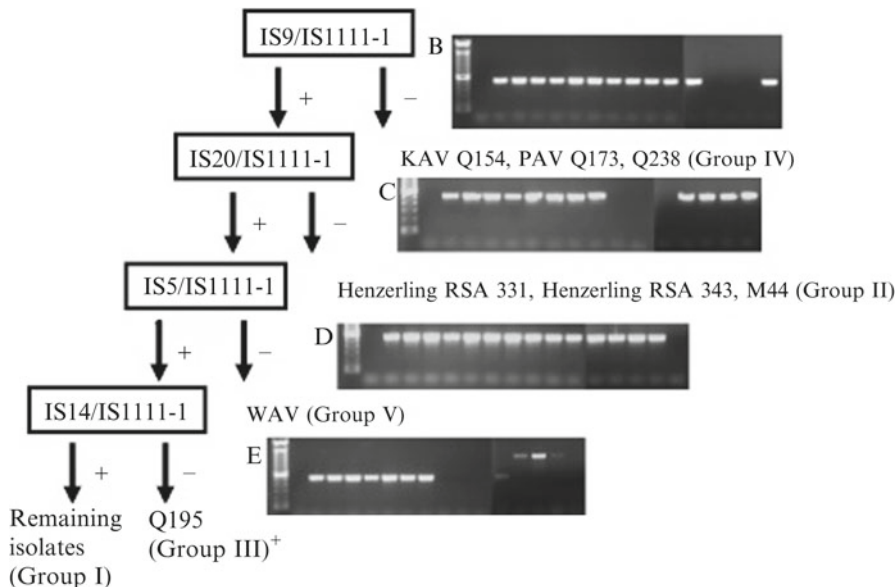 IS9/IS1111-1
B
+
–
IS20/IS1111-1
KAV Q154, PAV Q173, Q238 (Group IV)
C
+
–
IS5/IS1111-1
Henzerling RSA 331, Henzerling RSA 343, M44 (Group II)
D
+
–
IS14/IS1111-1
WAV (Group V)
E
+
–
Remaining
isolates
(Group I)
Q195
(Group III)+